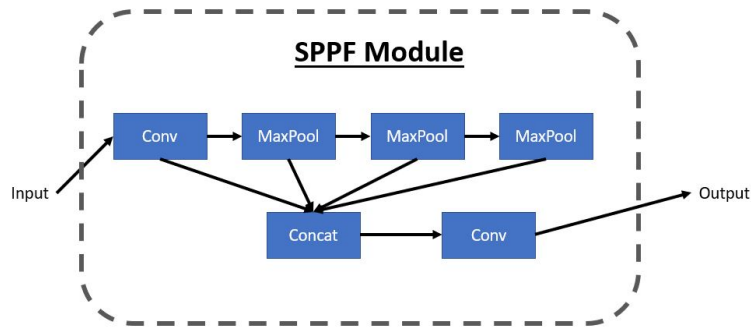 SPPF Module
Conv
MaxPool
MaxPool
MaxPool
Input
Output
Concat
Conv